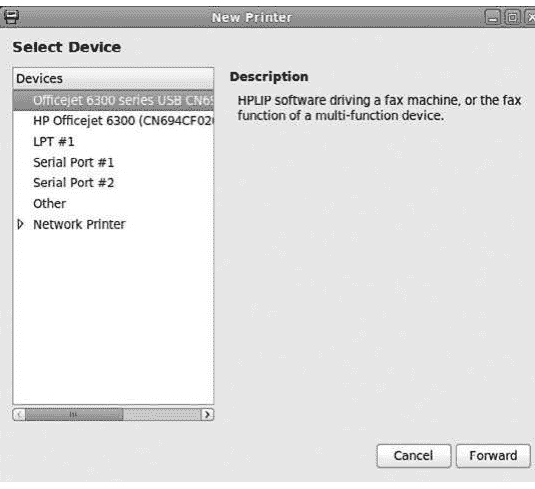 New Printer
Select Device
Devices
Officejet 6300 series USB CN69
HP Officejet 6300 (CN694CF02
LPT #1
Serial Port #1
Serial Port #2
Other
Network Printer
Description
HPLIP software driving a fax machine, or the fax
function of a multi-function device.
Cancel
Forward